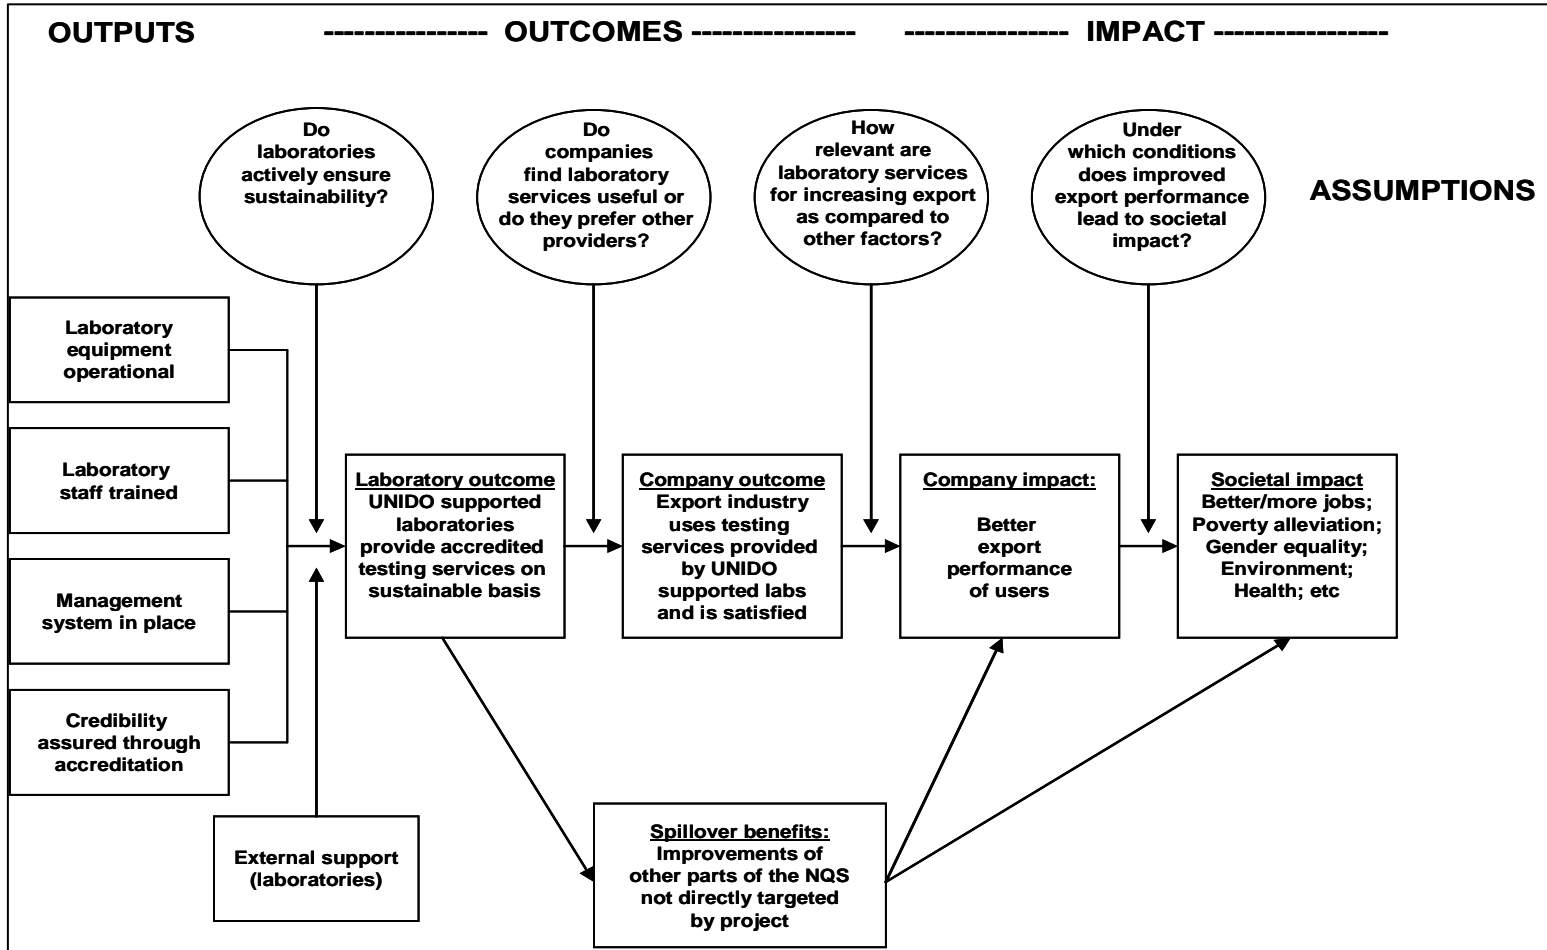 OUTPUTS
---------------- OUTCOMES ----------------
---------------- IMPACT -----------------
Do
laboratories
actively ensure
sustainability?
Do
companies
find laboratory
services useful or
do they prefer other
providers?
How
relevant are
laboratory services
for increasing export
as compared to
other factors?
Under
which conditions
does improved
export performance
lead to societal
impact?
ASSUMPTIONS
Laboratory
equipment
operational
Laboratory
staff trained
Management
system in place
Credibility
assured through
accreditation
External support
(laboratories)
Laboratory outcome
UNIDO supported
laboratories
provide accredited
testing services on
sustainable basis
Company outcome
Export industry
uses testing
services provided
by UNIDO
supported labs
and is satisfied
Company impact:
Better
export
performance
of users
Societal impact
Better/more jobs;
Poverty alleviation;
Gender equality;
Environment;
Health; etc
Spillover benefits:
Improvements of
other parts of the NQS
not directly targeted
by project